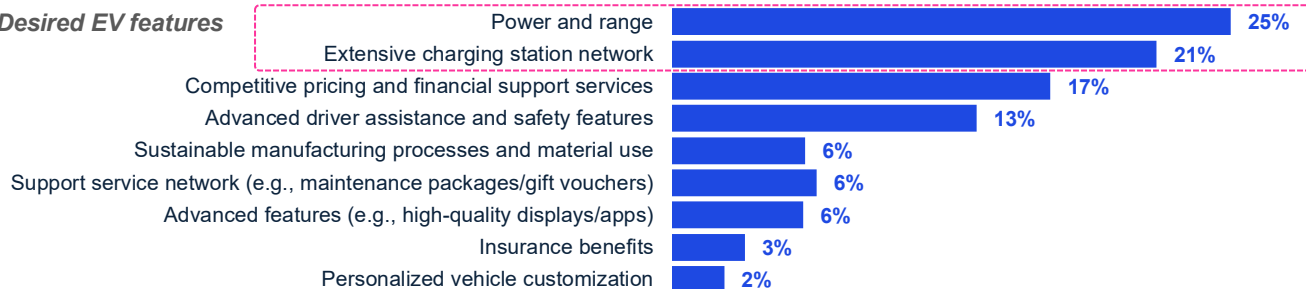 Desired EV features
Power and range 25%
Extensive charging station network 21%
Competitive pricing and financial support services 17%
Advanced driver assistance and safety features 13%
Sustainable manufacturing processes and material use 6%
Support service network (e.g., maintenance packages/gift vouchers) 6%
Advanced features (e.g., high-quality displays/apps) 6%
Insurance benefits 3%
Personalized vehicle customization 2%